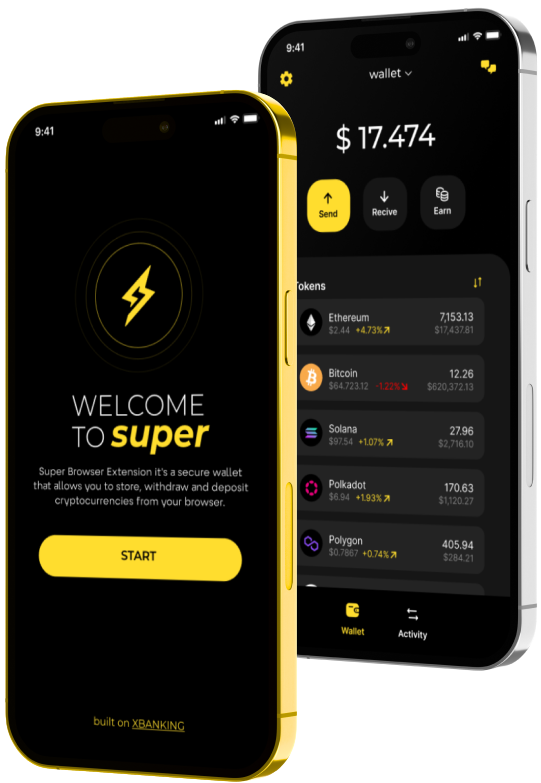 9:41
WELCOME
TO super
Super Browser Extension it's a secure wallet
that allows you to store, withdraw and deposit
cryptocurrencies from your browser.
START
built on XBANKING
9:41
wallet
$ 17.474
Send
Recive
Earn
Tokens
Ethereum 7,153.13
$2.44 +4.73% $17,437.81
Bitcoin 12.26
$64.723.12 -1.22% $620,372.13
Solana 27.96
$97.54 +1.07% $2,716.10
Polkadot 170.63
$6.94 +1.93% $1,120.27
Polygon 405.94
$0.7867 +0.74% $284.21
Wallet
Activity